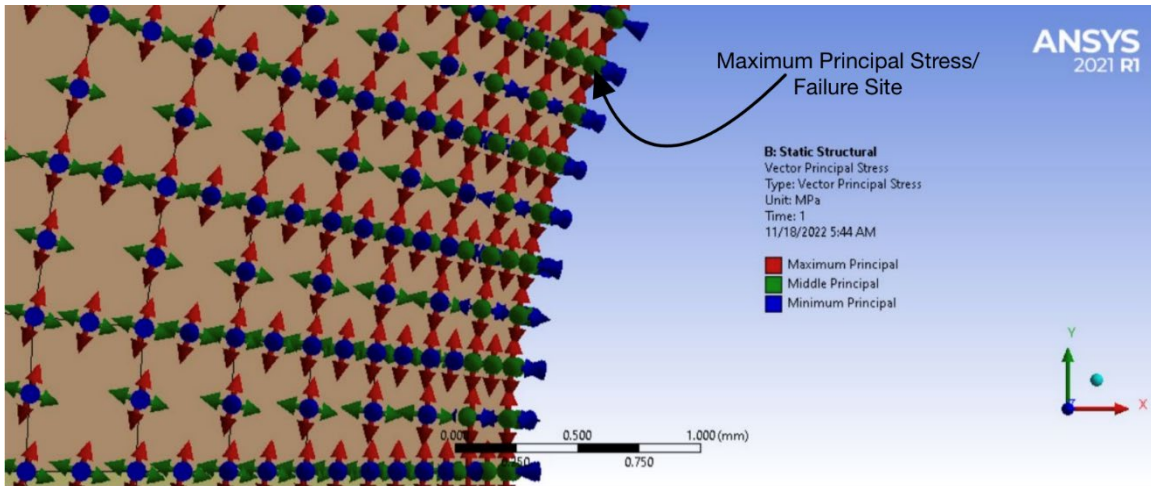 ANSYS
2021 R1
Maximum Principal Stress/
Failure Site
B: Static Structural
Vector Principal Stress
Type: Vector Principal Stress
Unit: MPa
Time: 1
11/18/2022 5:44 AM
Maximum Principal
Middle Principal
Minimum Principal
Y
X
Z
0.000
0.500
1.000 (mm)
0.250
0.750